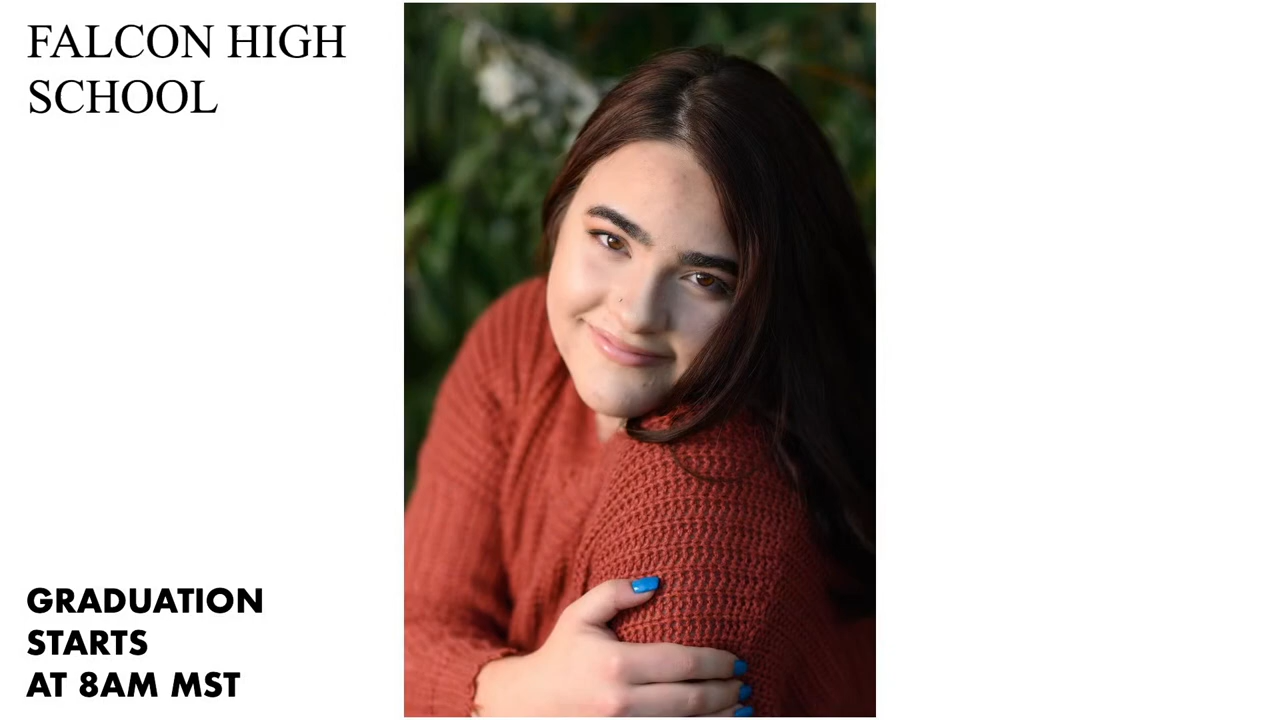 FALCON HIGH
SCHOOL
GRADUATION
STARTS
AT 8AM MST